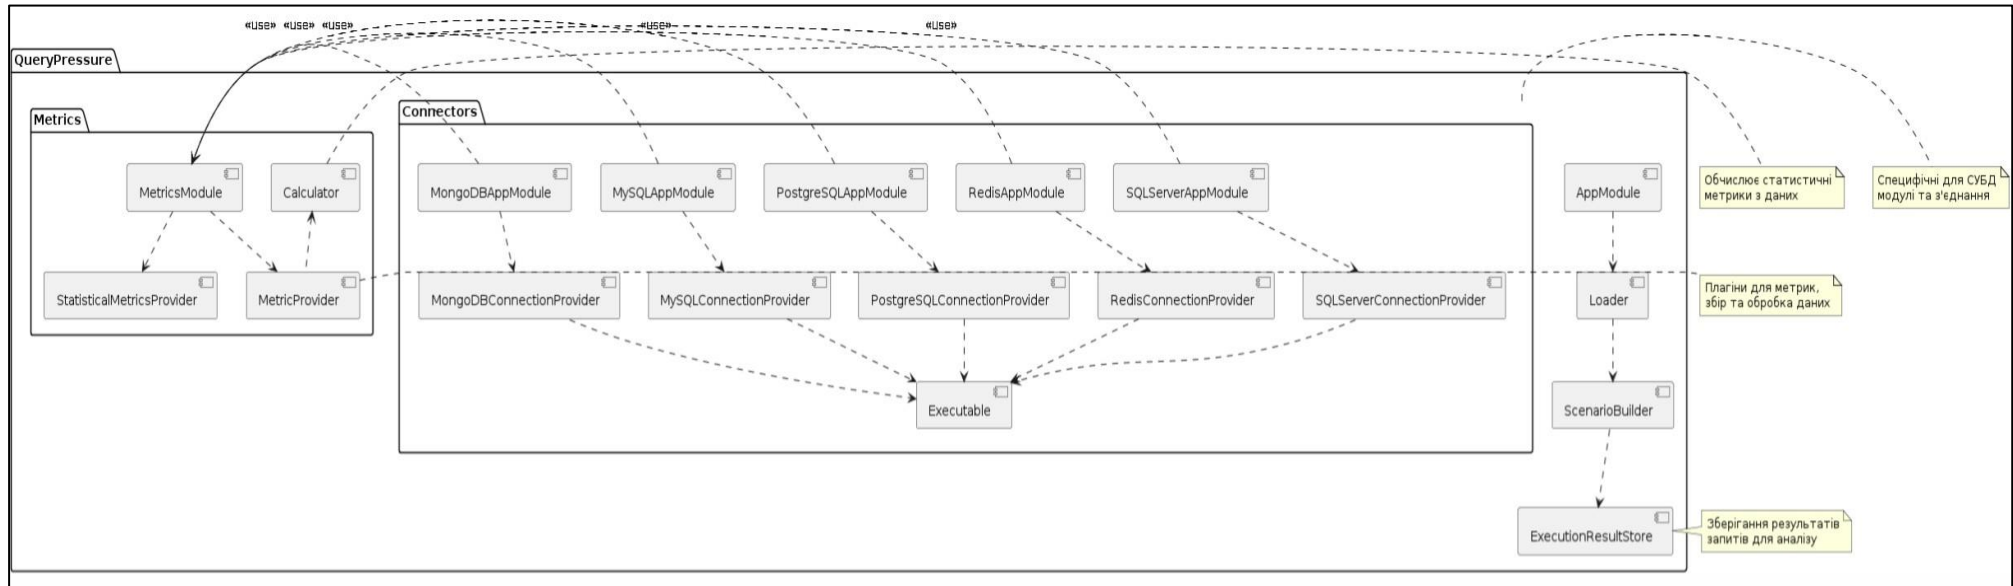 «use» «use» «use» «use» «use»
QueryPressure
Metrics
Connectors
MetricsModule
Calculator
MongoDBAppModule
MySQLAppModule
PostgreSQLAppModule
RedisAppModule
SQLServerAppModule
AppModule
Обчислює статистичні
метрики з даних
Специфічні для СУБД
модулі та з'єднання
StatisticalMetricsProvider
MetricProvider
MongoDBConnectionProvider
MySQLConnectionProvider
PostgreSQLConnectionProvider
RedisConnectionProvider
SQLServerConnectionProvider
Loader
Плагіни для метрик,
збір та обробка даних
Executable
ScenarioBuilder
ExecutionResultStore
Зберігання результатів
запитів для аналізу